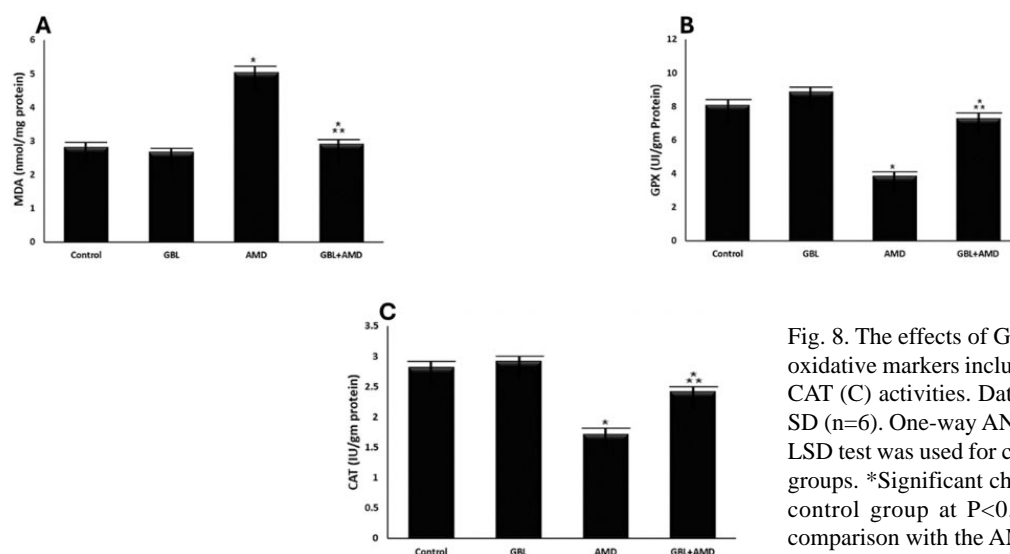 A
MDA (nmol/mg protein)
6
5
4
3
2
1
0
*
*
**
Control GBL AMD GBL+AMD
B
GPX (UI/gm Protein)
12
10
8
6
4
2
0
*
*
**
Control GBL AMD GBL+AMD
C
CAT (IU/gm protein)
3.5
3
2.5
2
1.5
1
0.5
0
*
*
**
Control GBL AMD GBL+AMD
Fig. 8. The effects of G
oxidative markers inclu
CAT (C) activities. Dat
SD (n=6). One-way AN
LSD test was used for c
groups. *Significant ch
control group at P<0.
comparison with the AM